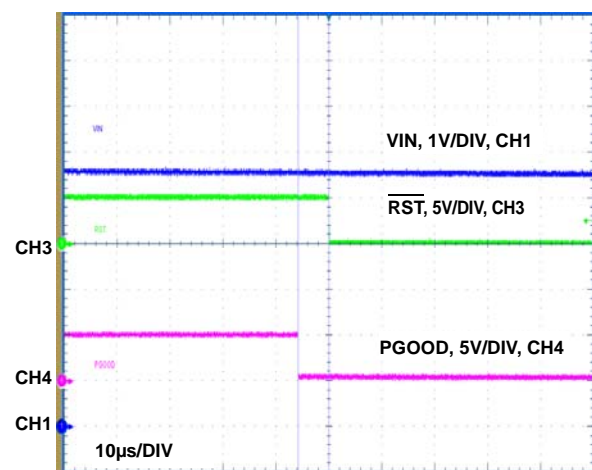 VIN
VIN, 1V/DIV, CH1
R̅S̅T̅, 5V/DIV, CH3
RST
CH3
PGOOD, 5V/DIV, CH4
PGOOD
CH4
CH1
10µs/DIV